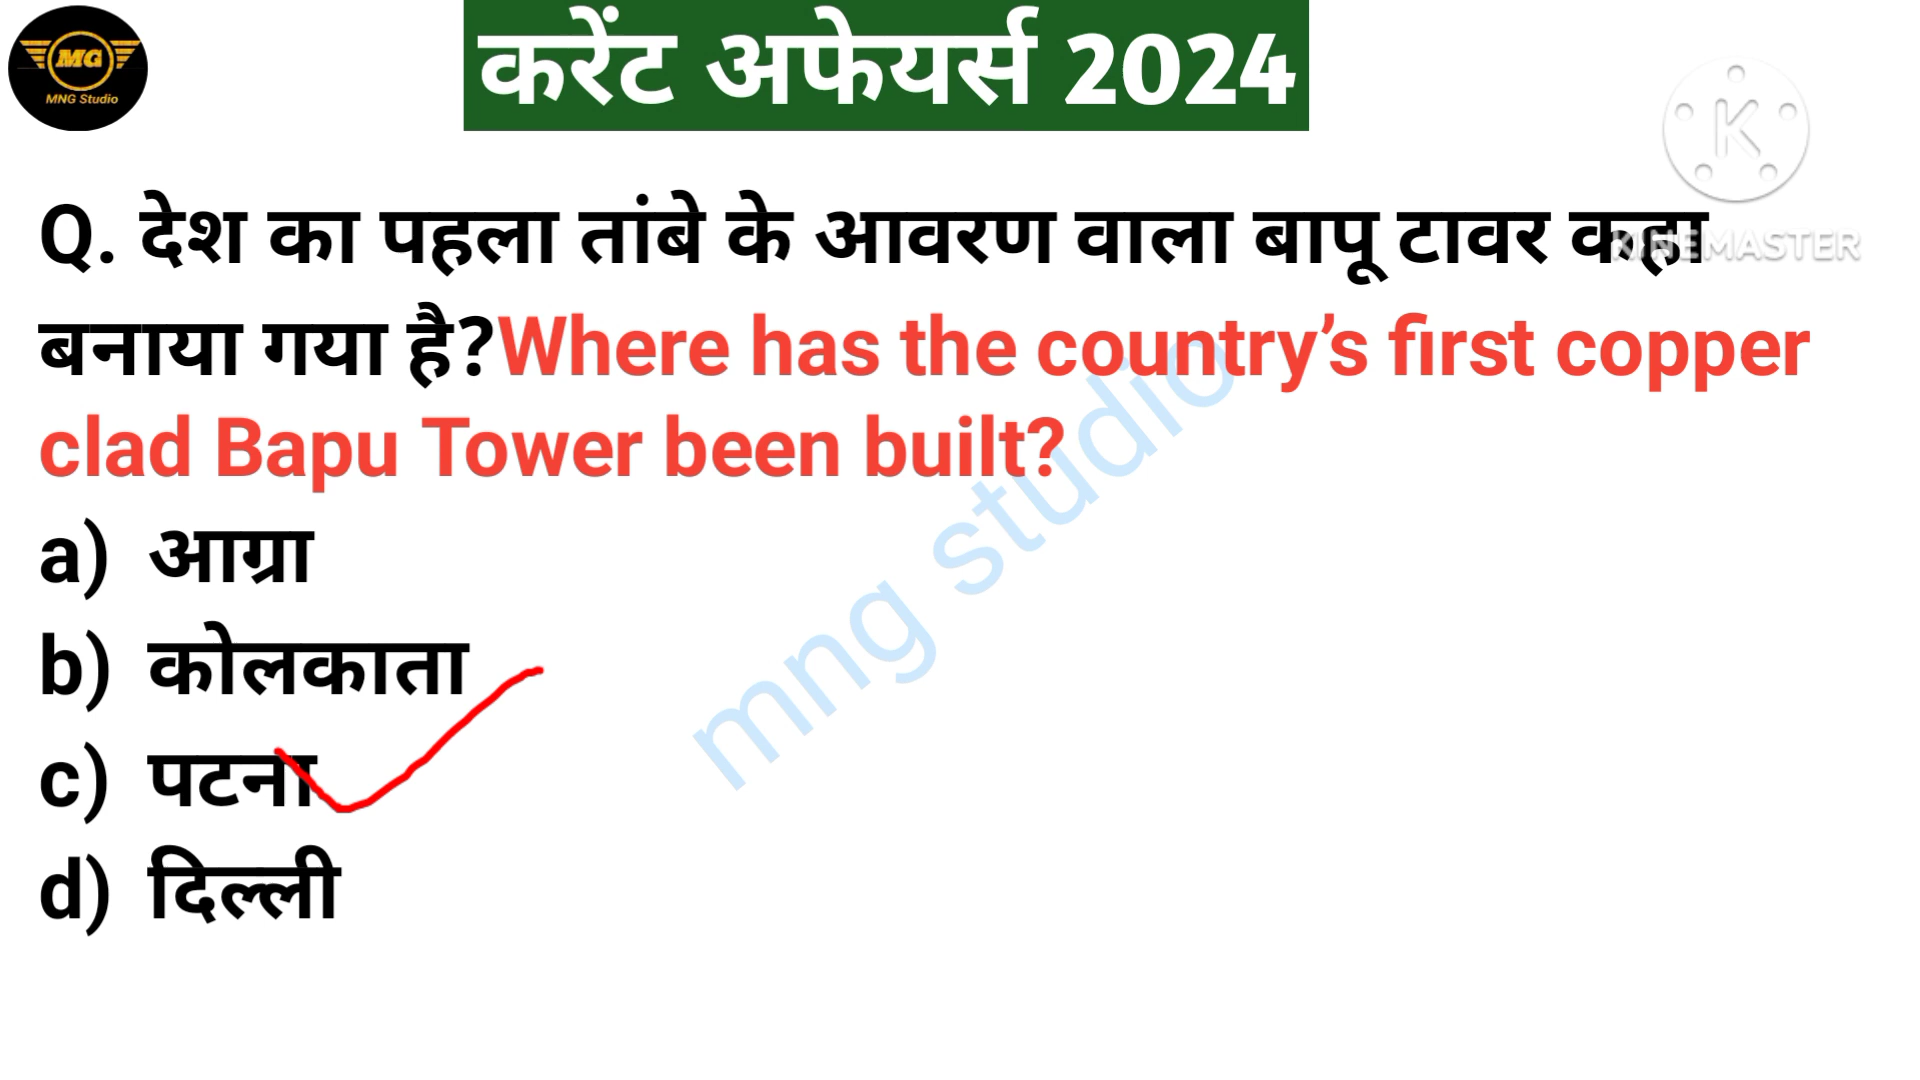 MG
MNG Studio
करेंट अफेयर्स 2024
K
KINEMASTER
Q. देश का पहला तांबे के आवरण वाला बापू टावर कहा
बनाया गया है?Where has the country’s first copper
clad Bapu Tower been built?
a) आग्रा
b) कोलकाता
c) पटना
d) दिल्ली
mng studio